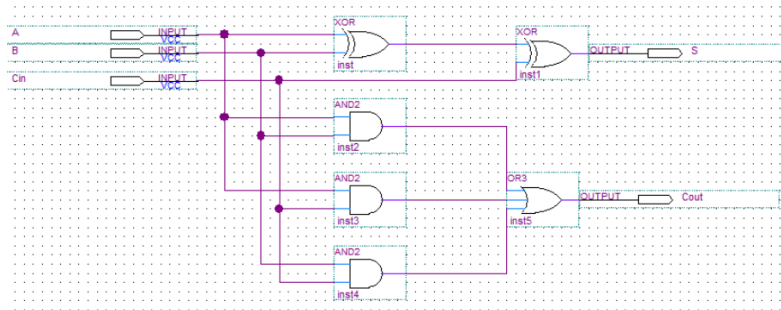 A INPUT VCC
B INPUT VCC
Cin INPUT VCC
XOR
inst
XOR
inst1
OUTPUT S
AND2
inst2
AND2
inst3
OR3
inst5
OUTPUT Cout
AND2
inst4